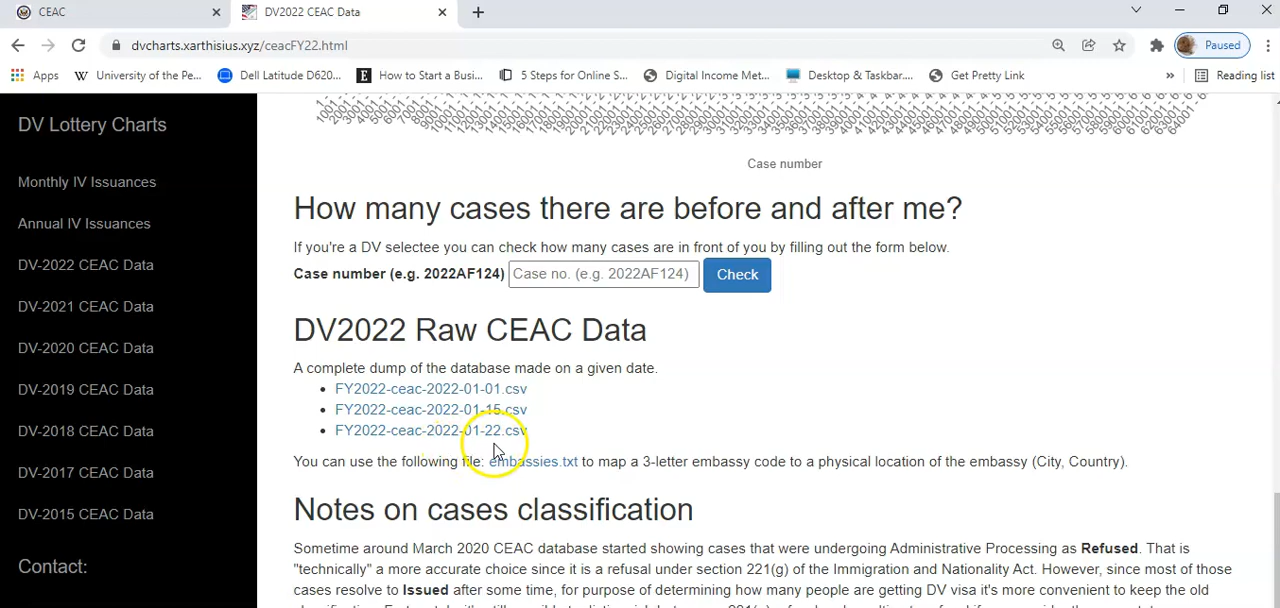 CEAC
DV2022 CEAC Data
dvcharts.xarthisius.xyz/ceacFY22.html
Paused
Apps
University of the Pe...
Dell Latitude D620...
How to Start a Busi...
5 Steps for Online S...
Digital Income Met...
Desktop & Taskbar....
Get Pretty Link
Reading list
DV Lottery Charts
Monthly IV Issuances
Annual IV Issuances
DV-2022 CEAC Data
DV-2021 CEAC Data
DV-2020 CEAC Data
DV-2019 CEAC Data
DV-2018 CEAC Data
DV-2017 CEAC Data
DV-2015 CEAC Data
Contact:
Case number
How many cases there are before and after me?
If you're a DV selectee you can check how many cases are in front of you by filling out the form below.
Case number (e.g. 2022AF124) Case no. (e.g. 2022AF124) Check
DV2022 Raw CEAC Data
A complete dump of the database made on a given date.
• FY2022-ceac-2022-01-01.csv
• FY2022-ceac-2022-01-15.csv
• FY2022-ceac-2022-01-22.csv
You can use the following file: embassies.txt to map a 3-letter embassy code to a physical location of the embassy (City, Country).
Notes on cases classification
Sometime around March 2020 CEAC database started showing cases that were undergoing Administrative Processing as Refused. That is
"technically" a more accurate choice since it is a refusal under section 221(g) of the Immigration and Nationality Act. However, since most of those
cases resolve to Issued after some time, for purpose of determining how many people are getting DV visa it's more convenient to keep the old